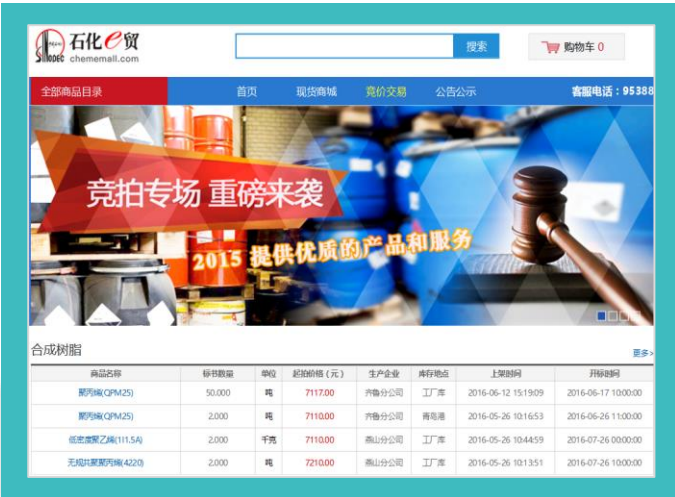 石化e贸
SINOPEC chememall.com
搜索
购物车 0
全部商品目录 首页 现货商城 竞价交易 公告公示 客服电话：95388
竞拍专场 重磅来袭
2015 提供优质的产品和服务
合成树脂 更多>
商品名称 标书数量 单位 起拍价格（元） 生产企业 库存地点 上架时间 开标时间
聚丙烯(QPM25) 50.000 吨 7117.00 齐鲁分公司 工厂库 2016-06-12 15:19:09 2016-06-17 10:00:00
聚丙烯(QPM25) 2.000 吨 7110.00 齐鲁分公司 青岛港 2016-05-26 10:16:53 2016-06-26 11:00:00
低密度聚乙烯(1I1.5A) 2.000 千克 7110.00 燕山分公司 工厂库 2016-05-26 10:44:59 2016-07-26 00:00:00
无规共聚聚丙烯(4220) 2.000 吨 7210.00 燕山分公司 工厂库 2016-05-26 10:13:51 2016-07-26 10:00:00